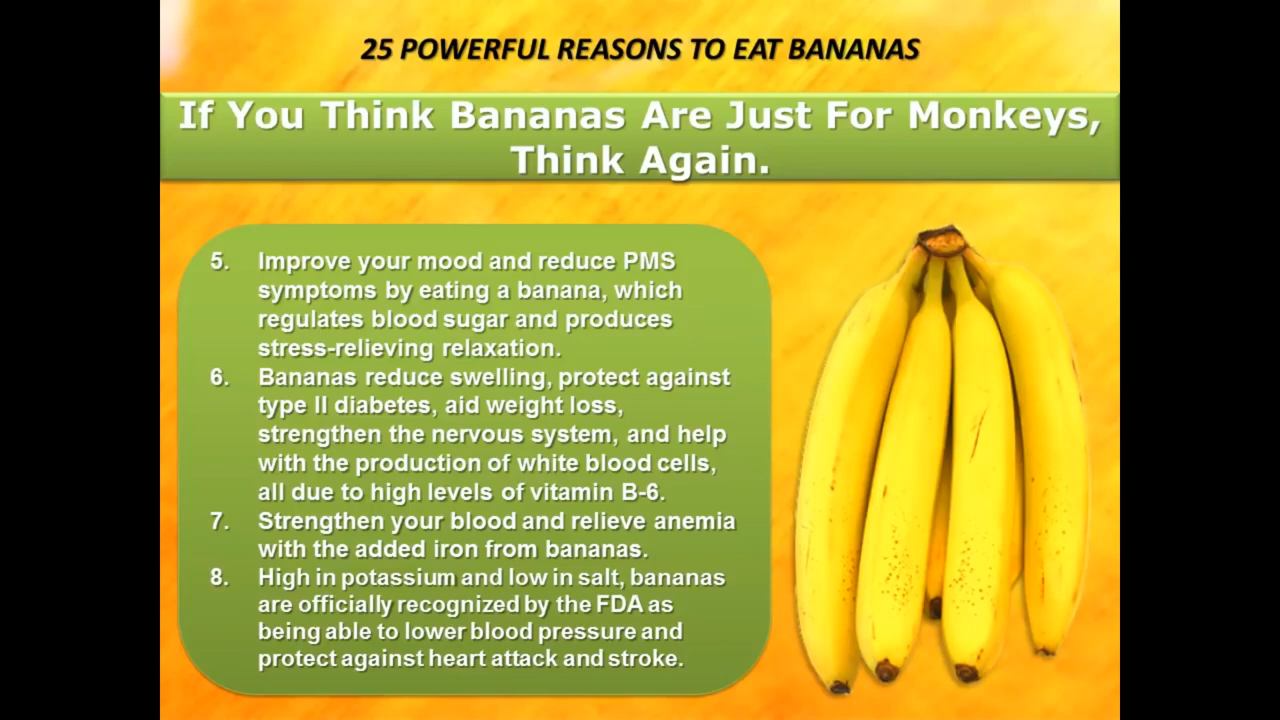 25 POWERFUL REASONS TO EAT BANANAS
If You Think Bananas Are Just For Monkeys,
Think Again.
5. Improve your mood and reduce PMS
symptoms by eating a banana, which
regulates blood sugar and produces
stress-relieving relaxation.
6. Bananas reduce swelling, protect against
type II diabetes, aid weight loss,
strengthen the nervous system, and help
with the production of white blood cells,
all due to high levels of vitamin B-6.
7. Strengthen your blood and relieve anemia
with the added iron from bananas.
8. High in potassium and low in salt, bananas
are officially recognized by the FDA as
being able to lower blood pressure and
protect against heart attack and stroke.